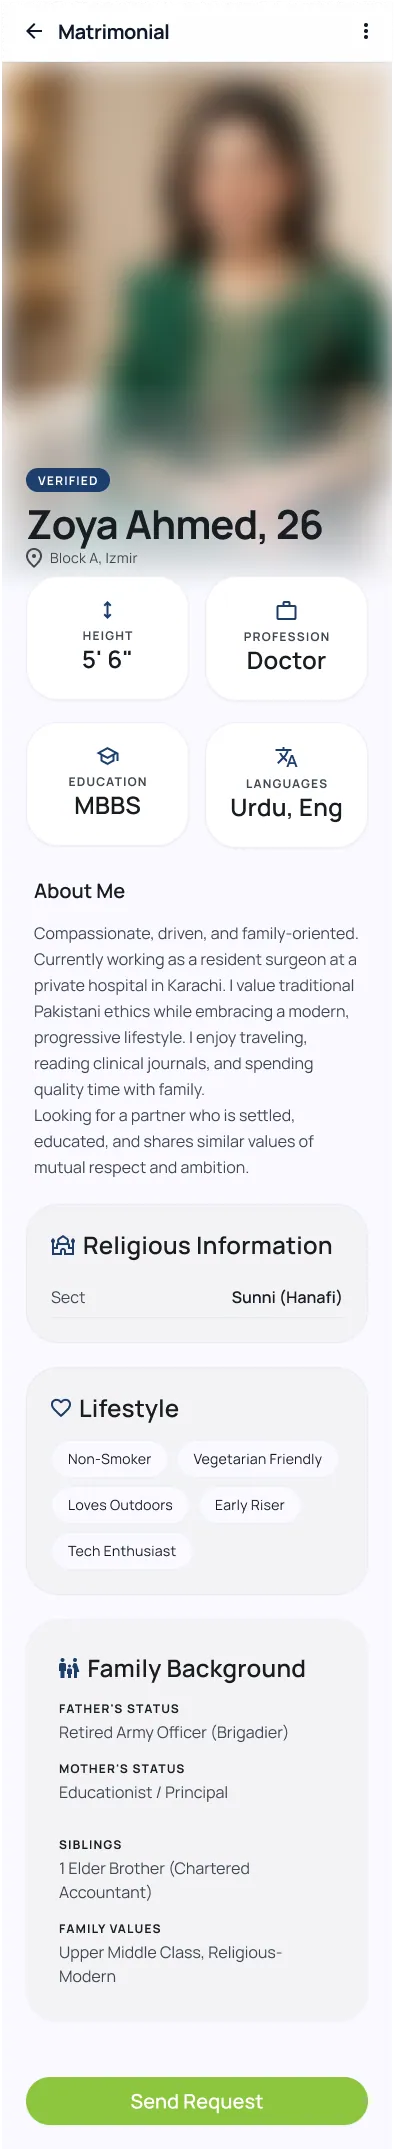 Matrimonial
VERIFIED
Zoya Ahmed, 26
Block A, Izmir
HEIGHT
5' 6"
PROFESSION
Doctor
EDUCATION
MBBS
LANGUAGES
Urdu, Eng
About Me
Compassionate, driven, and family-oriented.
Currently working as a resident surgeon at a
private hospital in Karachi. I value traditional
Pakistani ethics while embracing a modern,
progressive lifestyle. I enjoy traveling,
reading clinical journals, and spending
quality time with family.
Looking for a partner who is settled,
educated, and shares similar values of
mutual respect and ambition.
Religious Information
Sect Sunni (Hanafi)
Lifestyle
Non-Smoker Vegetarian Friendly
Loves Outdoors Early Riser
Tech Enthusiast
Family Background
FATHER'S STATUS
Retired Army Officer (Brigadier)
MOTHER'S STATUS
Educationist / Principal
SIBLINGS
1 Elder Brother (Chartered
Accountant)
FAMILY VALUES
Upper Middle Class, Religious-
Modern
Send Request